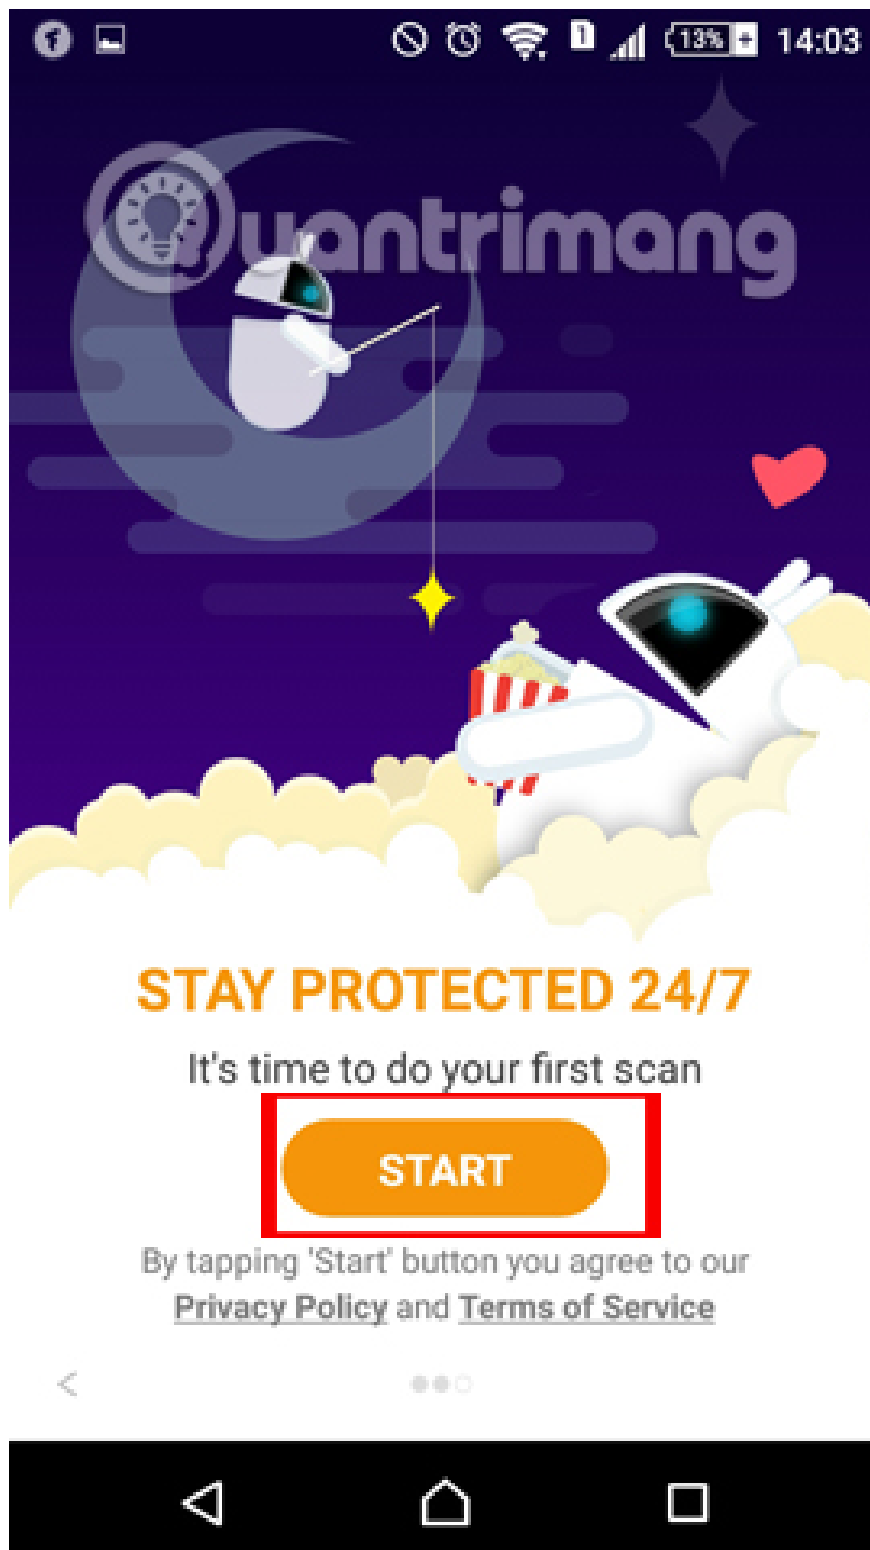 1 13% 14:03
Quantrimang
STAY PROTECTED 24/7
It's time to do your first scan
START
By tapping 'Start' button you agree to our
Privacy Policy and Terms of Service